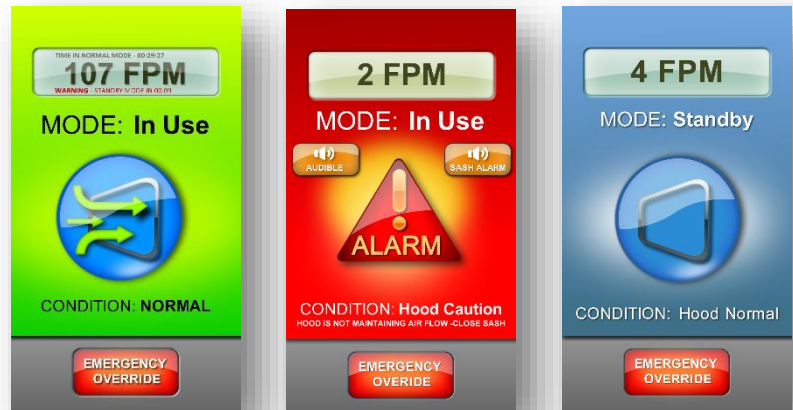 TIME IN NORMAL MODE - 00:29:27
107 FPM
WARNING - STANDBY MODE IN 00:09
MODE: In Use
CONDITION: NORMAL
EMERGENCY
OVERRIDE
2 FPM
MODE: In Use
AUDIBLE
SASH ALARM
ALARM
CONDITION: Hood Caution
HOOD IS NOT MAINTAINING AIR FLOW -CLOSE SASH
EMERGENCY
OVERIDE
4 FPM
MODE: Standby
CONDITION: Hood Normal
EMERGENCY
OVERRIDE